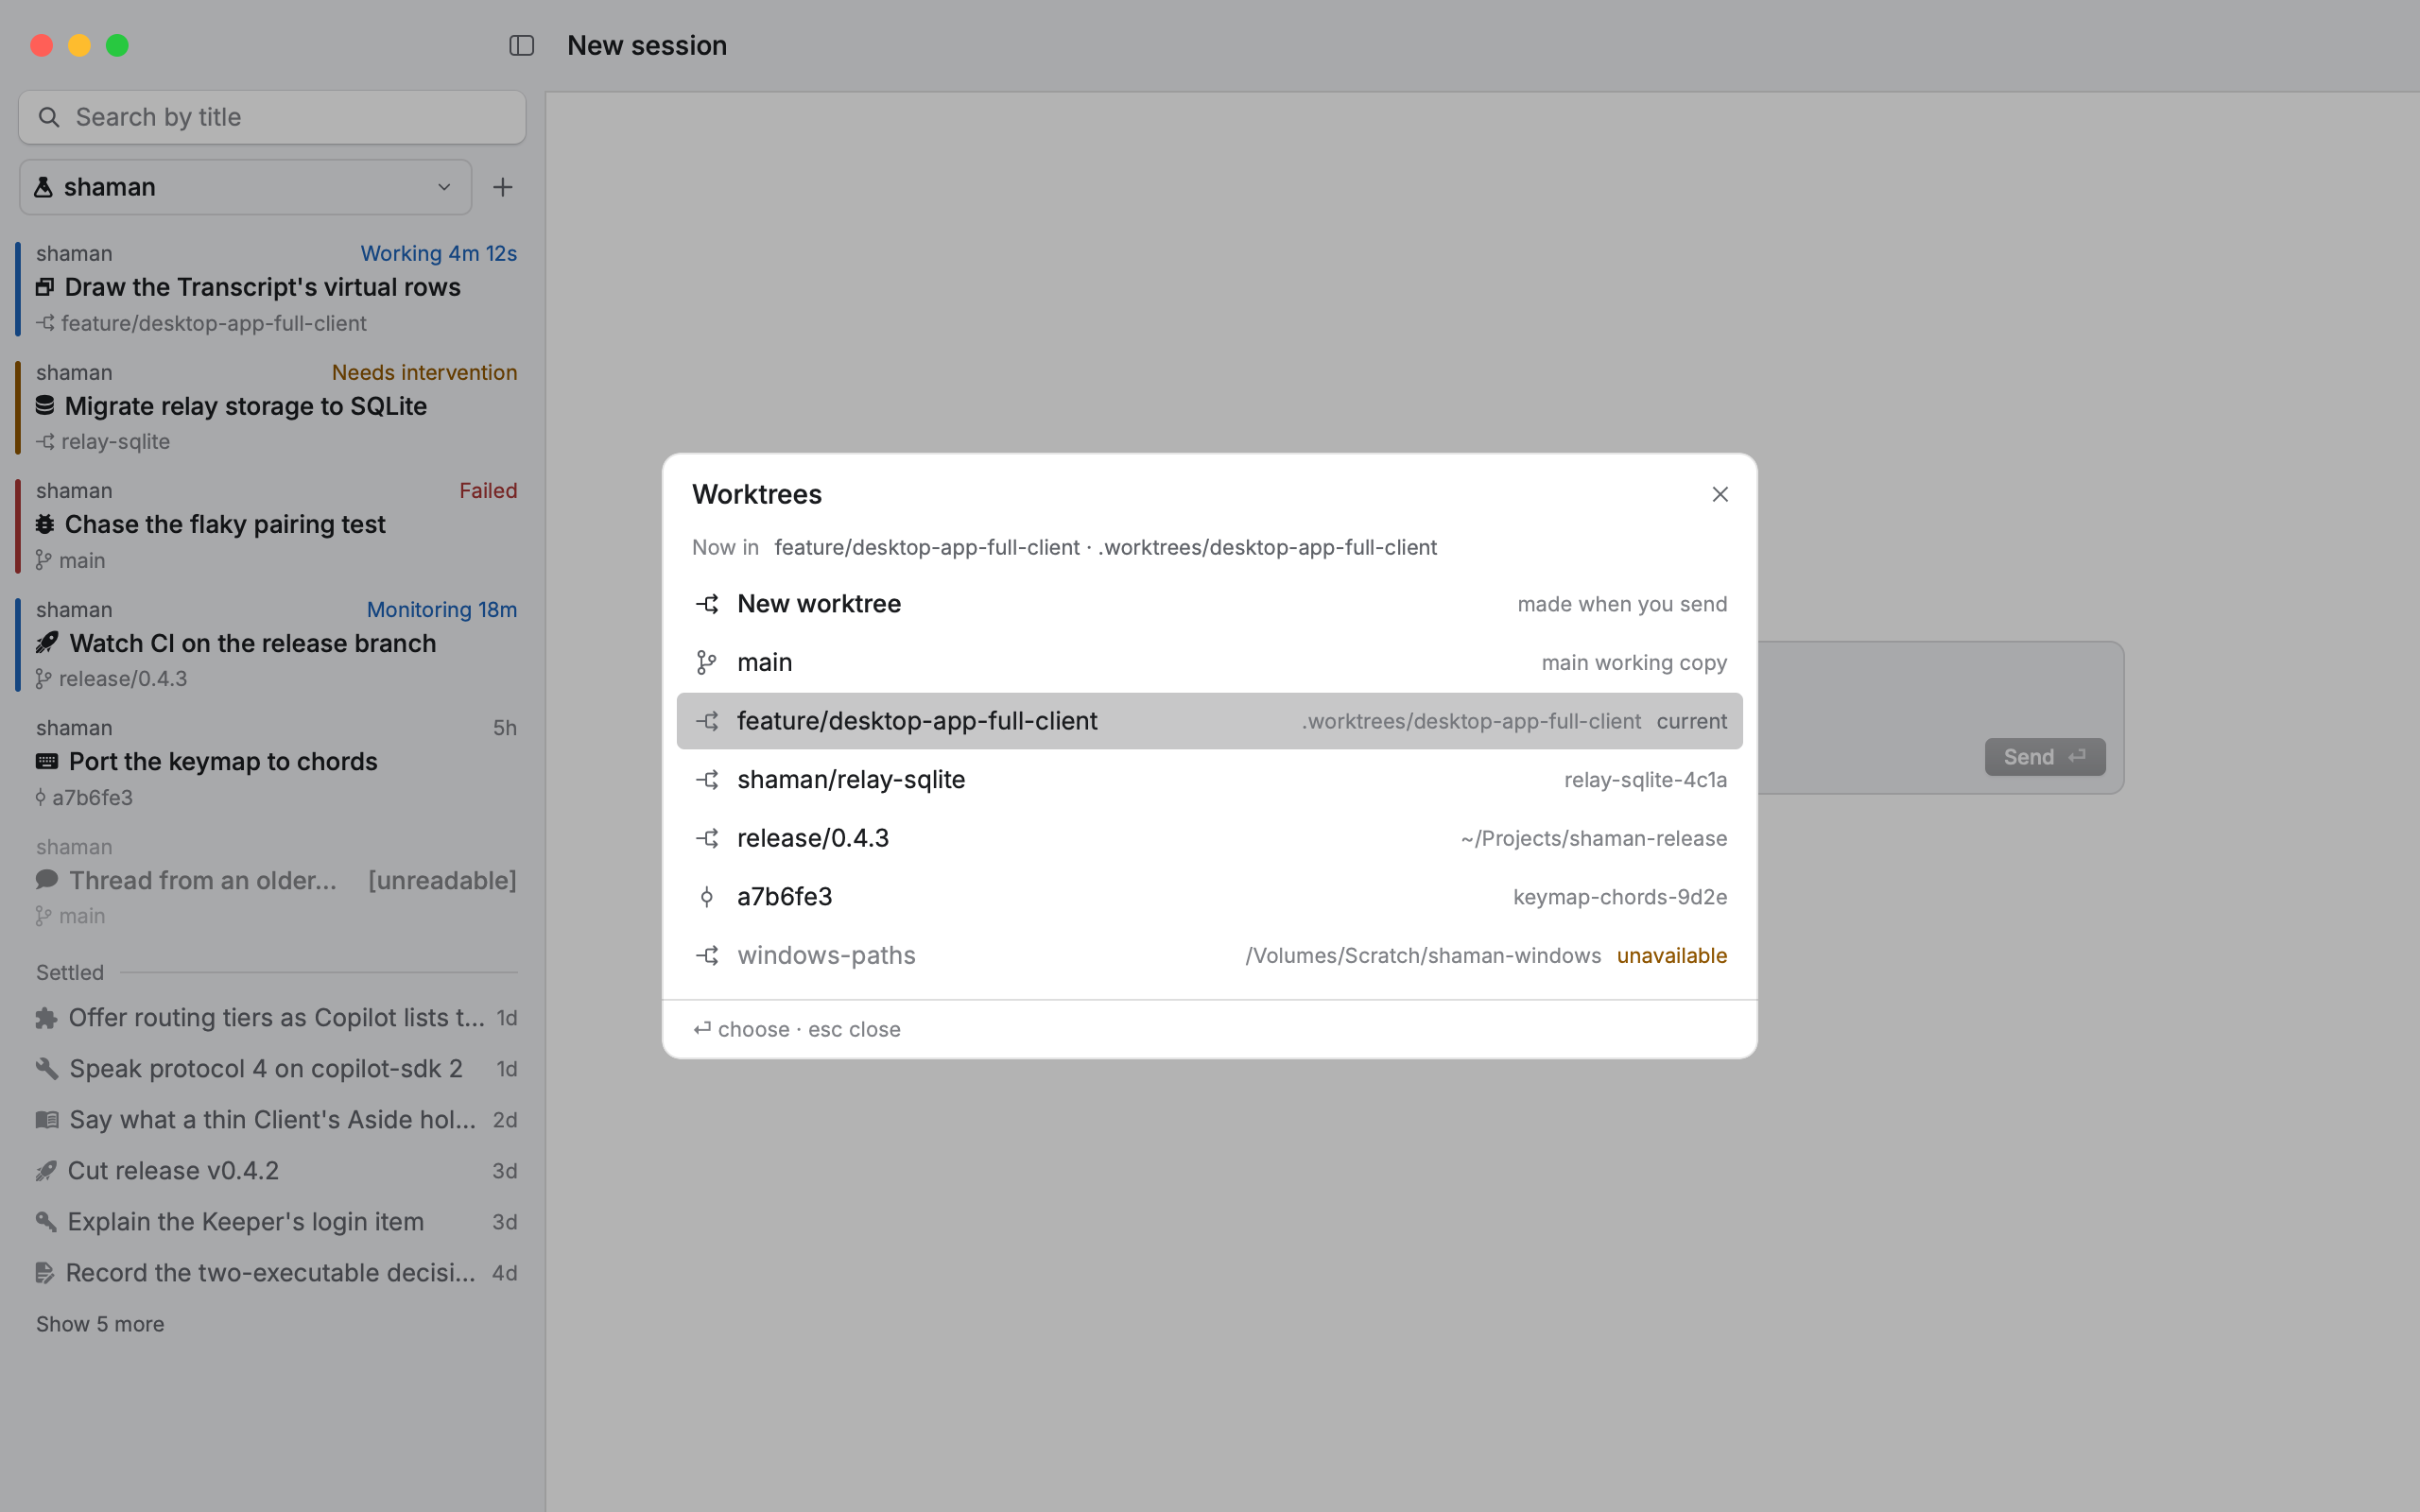 New session
Search by title
shaman
shaman Working 4m 12s
Draw the Transcript's virtual rows
feature/desktop-app-full-client
shaman Needs intervention
Migrate relay storage to SQLite
relay-sqlite
shaman Failed
Chase the flaky pairing test
main
shaman Monitoring 18m
Watch CI on the release branch
release/0.4.3
shaman 5h
Port the keymap to chords
a7b6fe3
shaman
Thread from an older... [unreadable]
main
Settled
Offer routing tiers as Copilot lists t... 1d
Speak protocol 4 on copilot-sdk 2 1d
Say what a thin Client's Aside hol... 2d
Cut release v0.4.2 3d
Explain the Keeper's login item 3d
Record the two-executable decisi... 4d
Show 5 more
Worktrees
Now in feature/desktop-app-full-client · .worktrees/desktop-app-full-client
New worktree made when you send
main main working copy
feature/desktop-app-full-client .worktrees/desktop-app-full-client current
shaman/relay-sqlite relay-sqlite-4c1a
release/0.4.3 ~/Projects/shaman-release
a7b6fe3 keymap-chords-9d2e
windows-paths /Volumes/Scratch/shaman-windows unavailable
⏎ choose · esc close
Send ⏎